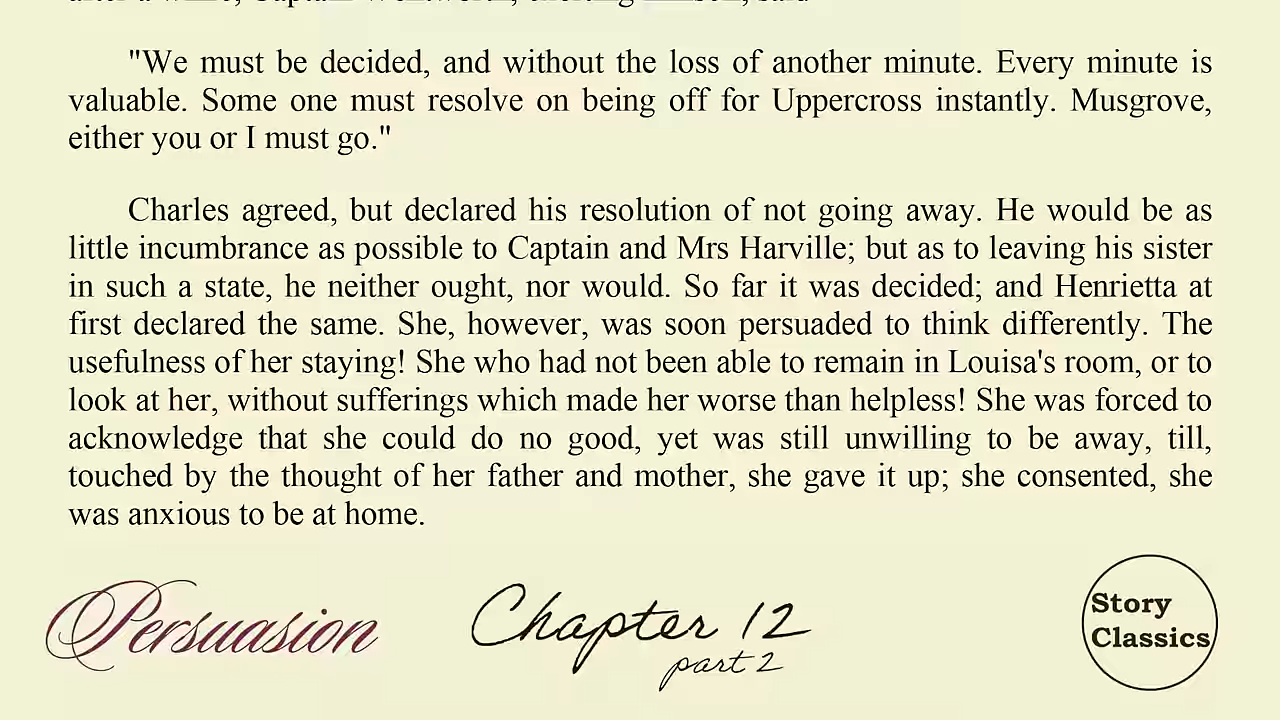 "We must be decided, and without the loss of another minute. Every minute is
valuable. Some one must resolve on being off for Uppercross instantly. Musgrove,
either you or I must go."
Charles agreed, but declared his resolution of not going away. He would be as
little incumbrance as possible to Captain and Mrs Harville; but as to leaving his sister
in such a state, he neither ought, nor would. So far it was decided; and Henrietta at
first declared the same. She, however, was soon persuaded to think differently. The
usefulness of her staying! She who had not been able to remain in Louisa's room, or to
look at her, without sufferings which made her worse than helpless! She was forced to
acknowledge that she could do no good, yet was still unwilling to be away, till,
touched by the thought of her father and mother, she gave it up; she consented, she
was anxious to be at home.
Persuasion
Chapter 12
part 2
Story
Classics